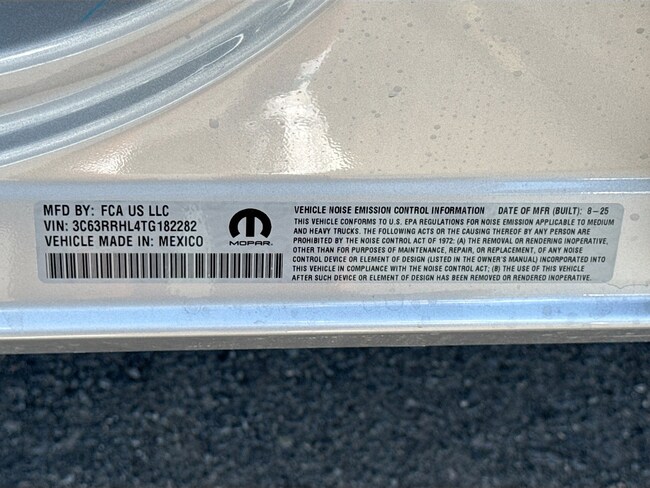 MFD BY: FCA US LLC
VIN: 3C63RRHL4TG182282
VEHICLE MADE IN: MEXICO
MOPAR.
VEHICLE NOISE EMISSION CONTROL INFORMATION DATE OF MFR (BUILT): 8-25
THIS VEHICLE CONFORMS TO U.S. EPA REGULATIONS FOR NOISE EMISSION APPLICABLE TO MEDIUM
AND HEAVY TRUCKS. THE FOLLOWING ACTS OR THE CAUSING THEREOF BY ANY PERSON ARE
PROHIBITED BY THE NOISE CONTROL ACT OF 1972: (A) THE REMOVAL OR RENDERING INOPERATIVE,
OTHER THAN FOR PURPOSES OF MAINTENANCE, REPAIR, OR REPLACEMENT, OF ANY NOISE
CONTROL DEVICE OR ELEMENT OF DESIGN (LISTED IN THE OWNER'S MANUAL) INCORPORATED INTO
THIS VEHICLE IN COMPLIANCE WITH THE NOISE CONTROL ACT; (B) THE USE OF THIS VEHICLE
AFTER SUCH DEVICE OR ELEMENT OF DESIGN HAS BEEN REMOVED OR RENDERED INOPERATIVE.